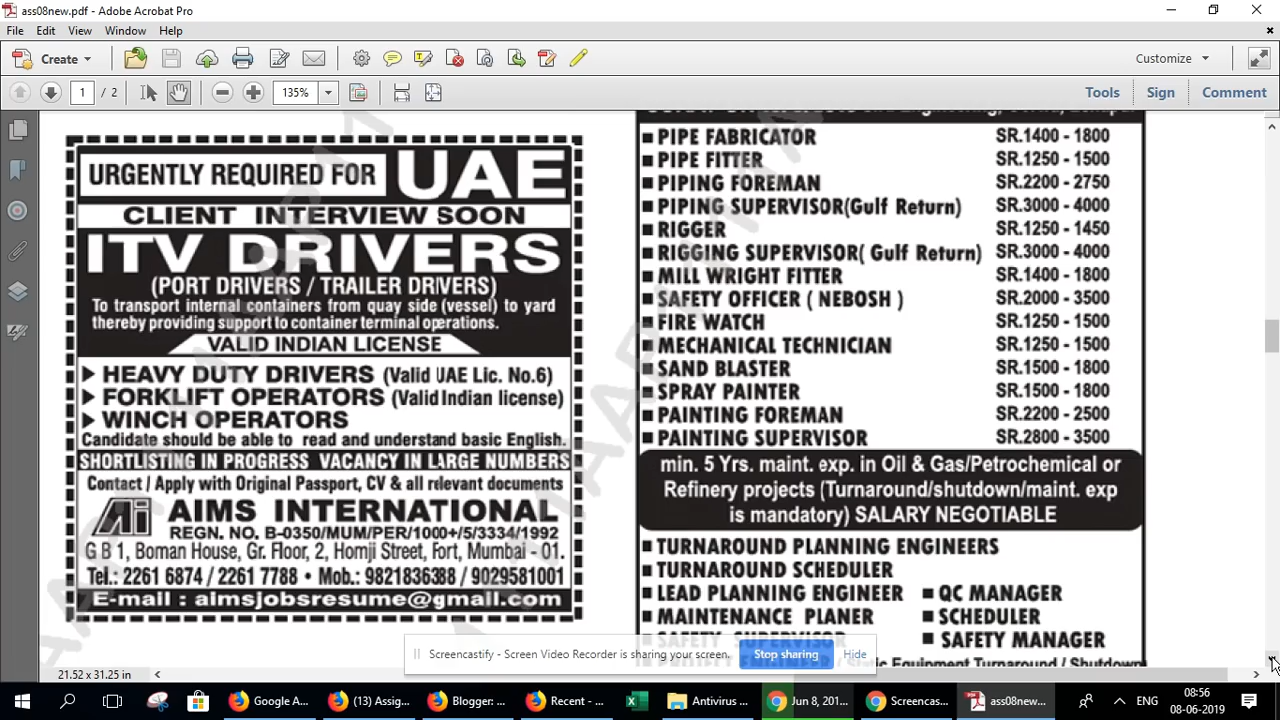 ass08new.pdf - Adobe Acrobat Pro
File Edit View Window Help
Create
Customize
1 / 2
135%
Tools Sign Comment
URGENTLY REQUIRED FOR UAE
CLIENT INTERVIEW SOON
ITV DRIVERS
(PORT DRIVERS / TRAILER DRIVERS)
To transport internal containers from quay side (vessel) to yard
thereby providing support to container terminal operations.
VALID INDIAN LICENSE
HEAVY DUTY DRIVERS (Valid UAE Lic. No.6)
FORKLIFT OPERATORS (Valid Indian license)
WINCH OPERATORS
Candidate should be able to read and understand basic English.
SHORTLISTING IN PROGRESS VACANCY IN LARGE NUMBERS
Contact / Apply with Original Passport, CV & all relevant documents
AIMS INTERNATIONAL
REGN. NO. B-0350/MUM/PER/1000+/5/3334/1992
G B 1, Boman House, Gr. Floor, 2, Homji Street, Fort, Mumbai - 01.
Tel.: 2261 6874 / 2261 7788 • Mob.: 9821836388 / 9029581001
E-mail : aimsjobsresume@gmail.com
PIPE FABRICATOR SR.1400 - 1800
PIPE FITTER SR.1250 - 1500
PIPING FOREMAN SR.2200 - 2750
PIPING SUPERVISOR(Gulf Return) SR.3000 - 4000
RIGGER SR.1250 - 1450
RIGGING SUPERVISOR( Gulf Return) SR.3000 - 4000
MILL WRIGHT FITTER SR.1400 - 1800
SAFETY OFFICER ( NEBOSH ) SR.2000 - 3500
FIRE WATCH SR.1250 - 1500
MECHANICAL TECHNICIAN SR.1250 - 1500
SAND BLASTER SR.1500 - 1800
SPRAY PAINTER SR.1500 - 1800
PAINTING FOREMAN SR.2200 - 2500
PAINTING SUPERVISOR SR.2800 - 3500
min. 5 Yrs. maint. exp. in Oil & Gas/Petrochemical or
Refinery projects (Turnaround/shutdown/maint. exp
is mandatory) SALARY NEGOTIABLE
TURNAROUND PLANNING ENGINEERS
TURNAROUND SCHEDULER
LEAD PLANNING ENGINEER QC MANAGER
MAINTENANCE PLANER SCHEDULER
SAFETY SUPERVISOR SAFETY MANAGER
Equipment Turnaround / Shutdown
Screencastify - Screen Video Recorder is sharing your screen. Stop sharing Hide
21.52 x 31.25 in
Google A... (13) Assig... Blogger: ... Recent - ... Antivirus ... Jun 8, 201... Screencas... ass08new... ENG
08:56
08-06-2019